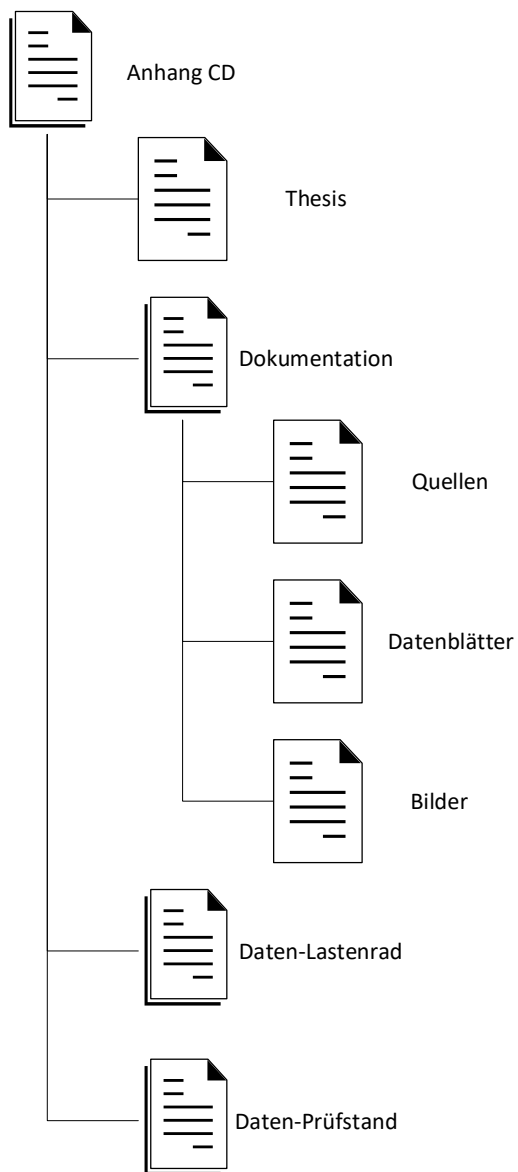 Anhang CD
Thesis
Dokumentation
Quellen
Datenblätter
Bilder
Daten-Lastenrad
Daten-Prüfstand